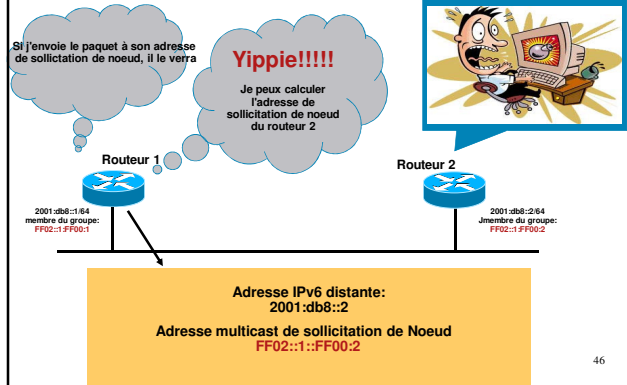 Si j'envoie le paquet à son adresse
de sollictation de noeud, il le verra
Yippie!!!!!
Je peux calculer
l'adresse de
sollicitation de noeud
du routeur 2
Routeur 1
Routeur 2
2001:db8::1/64
membre du groupe:
FF02::1:FF00:1
2001:db8::2/64
Jmembre du groupe:
FF02::1:FF00:2
Adresse IPv6 distante:
2001:db8::2
Adresse multicast de sollicitation de Noeud
FF02::1::FF00:2
46